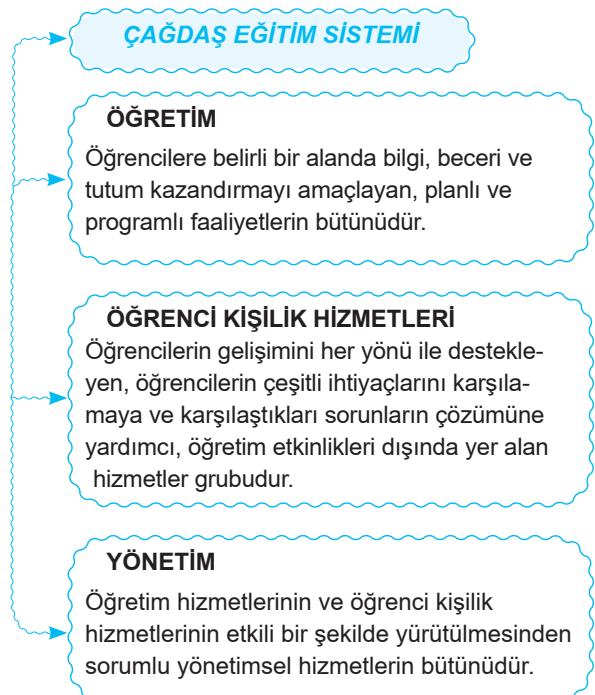 ÇAĞDAŞ EĞİTİM SİSTEMİ
ÖĞRETİM
Öğrencilere belirli bir alanda bilgi, beceri ve
tutum kazandırmayı amaçlayan, planlı ve
programlı faaliyetlerin bütünüdür.
ÖĞRENCİ KİŞİLİK HİZMETLERİ
Öğrencilerin gelişimini her yönü ile destekle-
yen, öğrencilerin çeşitli ihtiyaçlarını karşıla-
maya ve karşılaştıkları sorunların çözümüne
yardımcı, öğretim etkinlikleri dışında yer alan
hizmetler grubudur.
YÖNETİM
Öğretim hizmetlerinin ve öğrenci kişilik
hizmetlerinin etkili bir şekilde yürütülmesinden
sorumlu yönetimsel hizmetlerin bütünüdür.